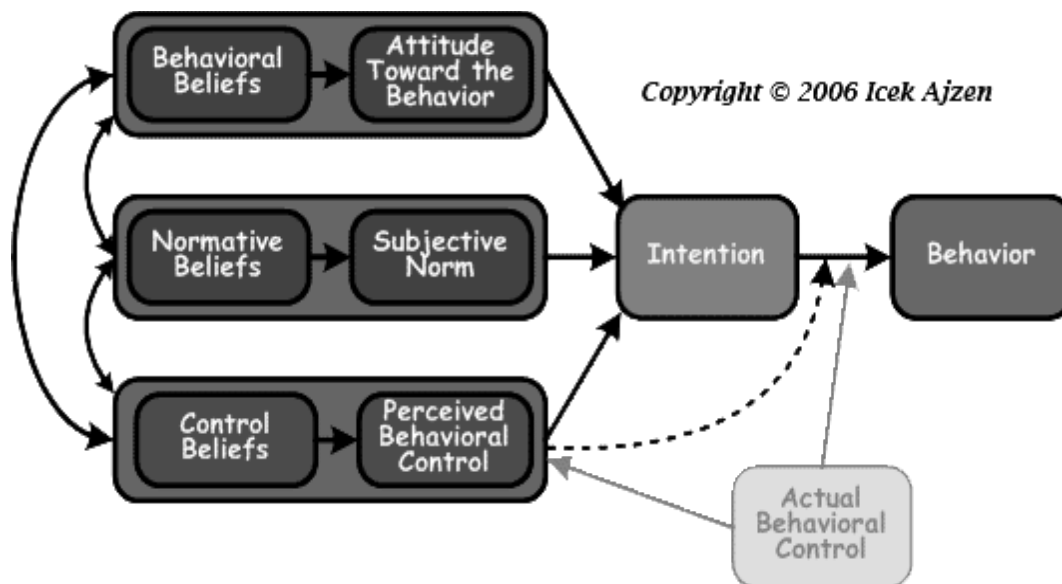 Behavioral
Beliefs
Attitude
Toward the
Behavior
Copyright © 2006 Icek Ajzen
Normative
Beliefs
Subjective
Norm
Intention
Behavior
Control
Beliefs
Perceived
Behavioral
Control
Actual
Behavioral
Control